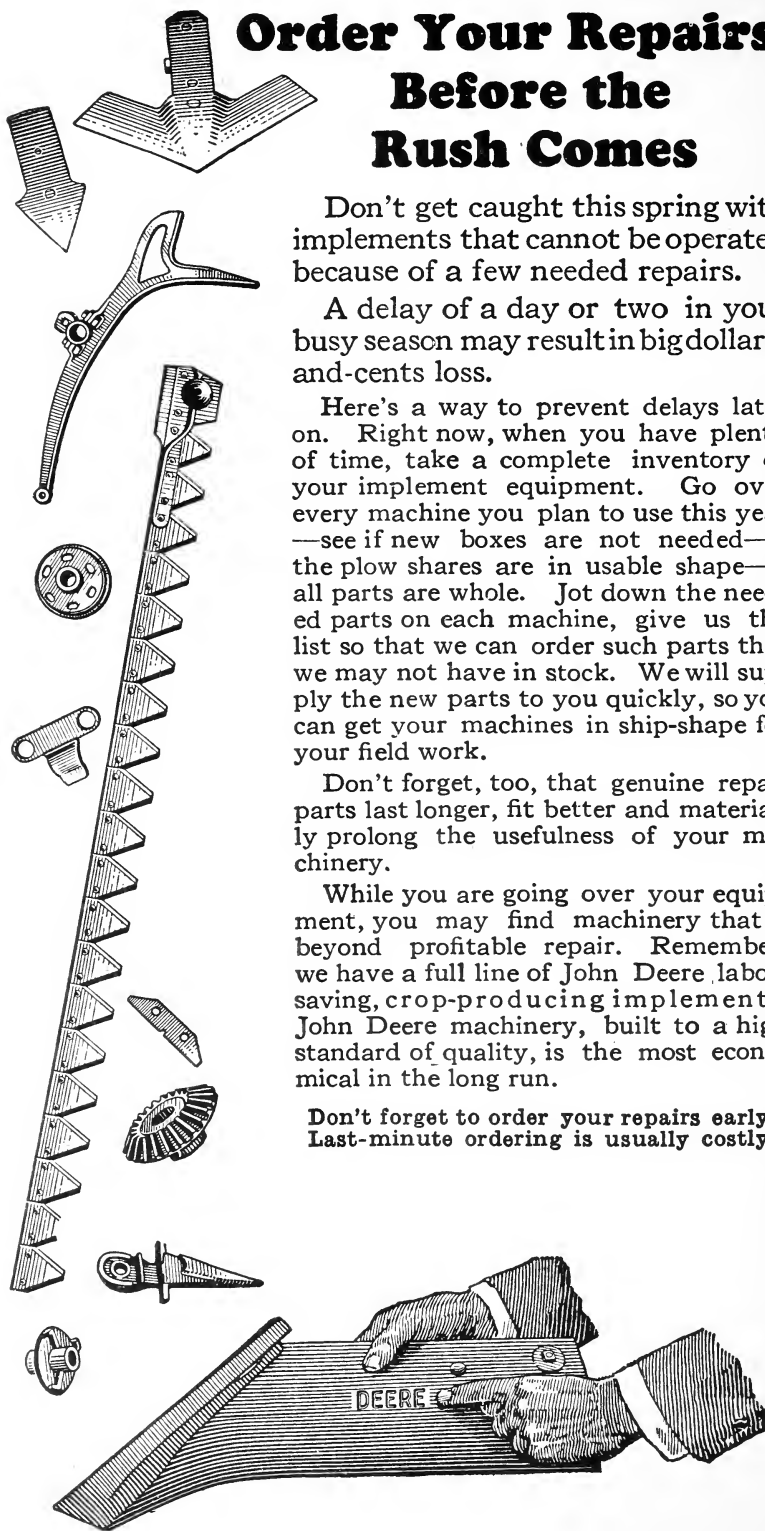 Order Your Repairs
Before the
Rush Comes
Don't get caught this spring wit
implements that cannot be operate
because of a few needed repairs.
A delay of a day or two in you
busy season may result in big dollar
and-cents loss.
Here's a way to prevent delays lat
on. Right now, when you have plent
of time, take a complete inventory o
your implement equipment. Go ov
every machine you plan to use this yea
—see if new boxes are not needed—
the plow shares are in usable shape—
all parts are whole. Jot down the need
ed parts on each machine, give us th
list so that we can order such parts tha
we may not have in stock. We will sup
ply the new parts to you quickly, so yo
can get your machines in ship-shape fo
your field work.
Don't forget, too, that genuine repa
parts last longer, fit better and materia
ly prolong the usefulness of your ma
chinery.
While you are going over your equi
ment, you may find machinery that
beyond profitable repair. Remembe
we have a full line of John Deere labo
saving, crop-producing implement
John Deere machinery, built to a hig
standard of quality, is the most econ
mical in the long run.
Don't forget to order your repairs early
Last-minute ordering is usually costly
DEERE